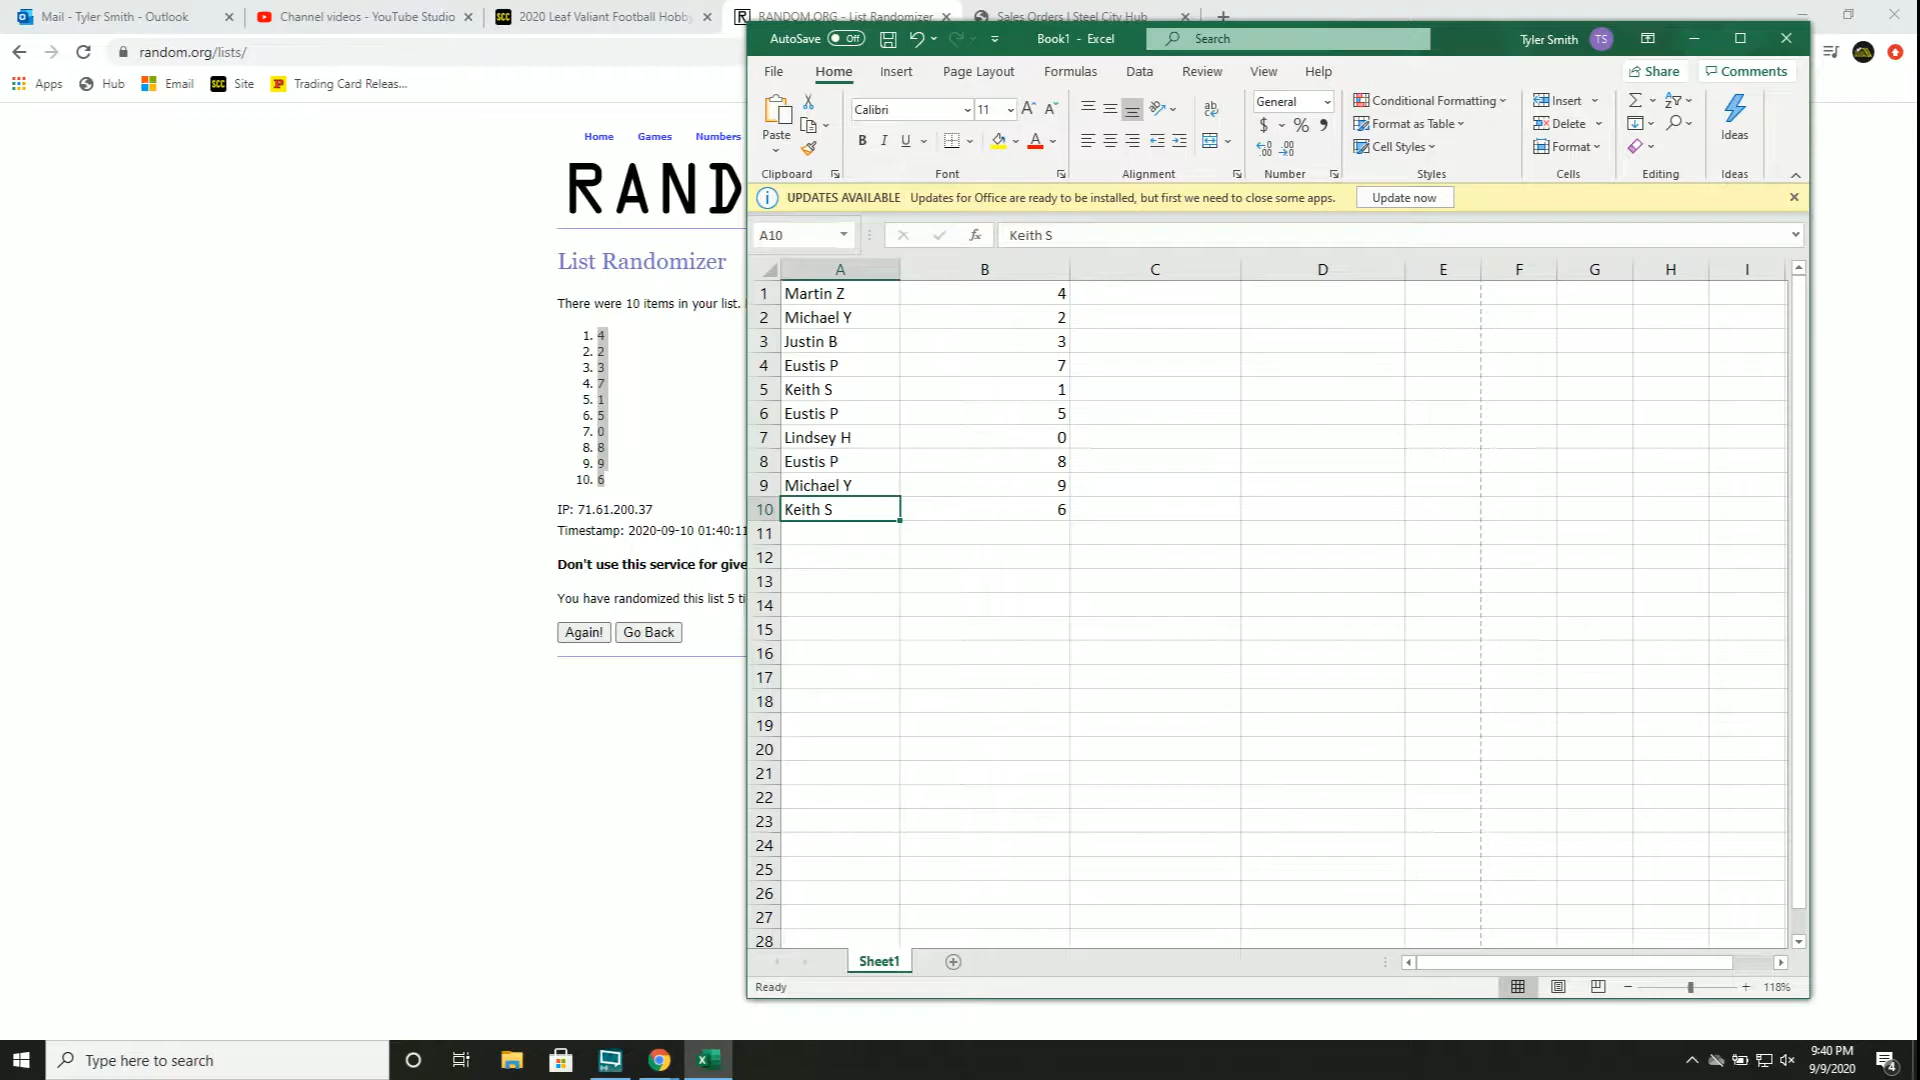 Mail - Tyler Smith - Outlook
Channel videos - YouTube Studio
2020 Leaf Valiant Football Hobby
RANDOM.ORG - List Randomizer
Sales Orders | Steel City Hub
random.org/lists/
Apps
Hub
Email
Site
Trading Card Releas...
Home
Games
Numbers
RAND
List Randomizer
There were 10 items in your list.
1. 4
2. 2
3. 3
4. 7
5. 1
6. 5
7. 0
8. 8
9. 9
10. 6
IP: 71.61.200.37
Timestamp: 2020-09-10 01:40:11
Don't use this service for give
You have randomized this list 5 ti
Again!
Go Back
AutoSave Off
Book1 - Excel
Search
Tyler Smith
TS
File
Home
Insert
Page Layout
Formulas
Data
Review
View
Help
Share
Comments
Paste
Clipboard
Calibri
11
B I U
Font
ab
Alignment
General
$ % ,
Number
Conditional Formatting
Format as Table
Cell Styles
Styles
Insert
Delete
Format
Cells
Editing
Ideas
Ideas
UPDATES AVAILABLE Updates for Office are ready to be installed, but first we need to close some apps.
Update now
A10
fx
Keith S
A B C D E F G H I
1 Martin Z 4
2 Michael Y 2
3 Justin B 3
4 Eustis P 7
5 Keith S 1
6 Eustis P 5
7 Lindsey H 0
8 Eustis P 8
9 Michael Y 9
10 Keith S 6
11
12
13
14
15
16
17
18
19
20
21
22
23
24
25
26
27
28
Sheet1
Ready
118%
Type here to search
9:40 PM
9/9/2020
4